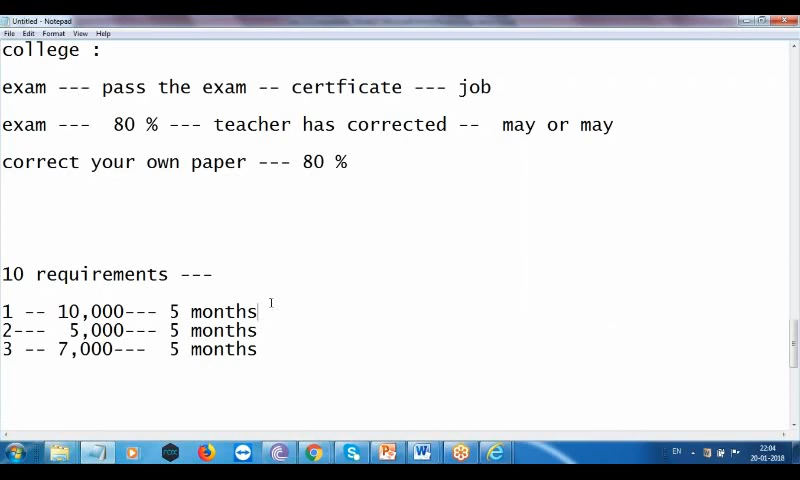 Untitled - Notepad
File Edit Format View Help
college :
exam --- pass the exam -- certficate --- job
exam ---  80 % --- teacher has corrected --  may or may
correct your own paper --- 80 %
10 requirements ---
1 -- 10,000--- 5 months
2---  5,000--- 5 months
3 -- 7,000---  5 months
EN
22:04
20-01-2018